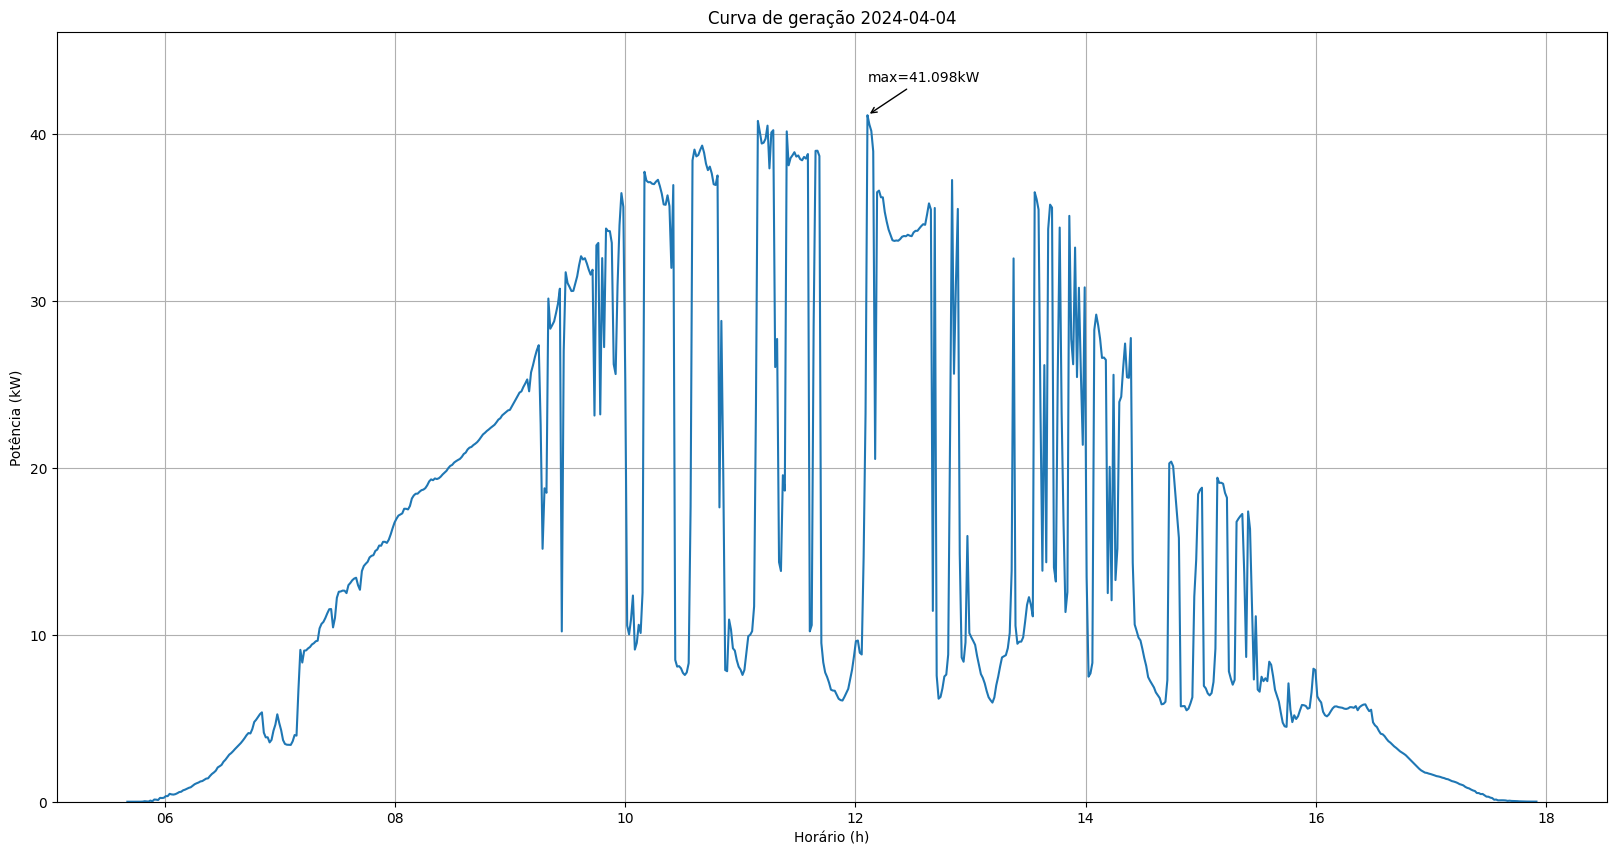 Curva de geração 2024-04-04
max=41.098kW
Potência (kW)
40
30
20
10
0
06 08 10 12 14 16 18
Horário (h)